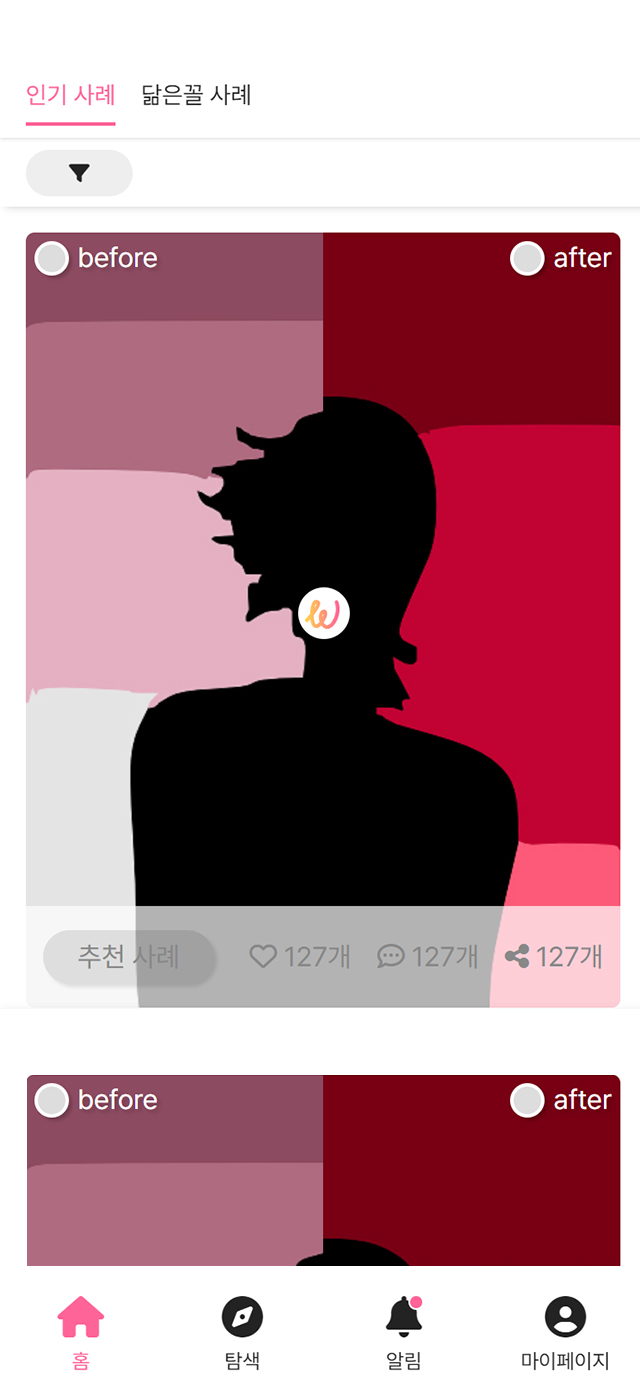 인기 사례 닮은꼴 사례
before after
추천 사례 127개 127개 127개
before after
홈 탐색 알림 마이페이지